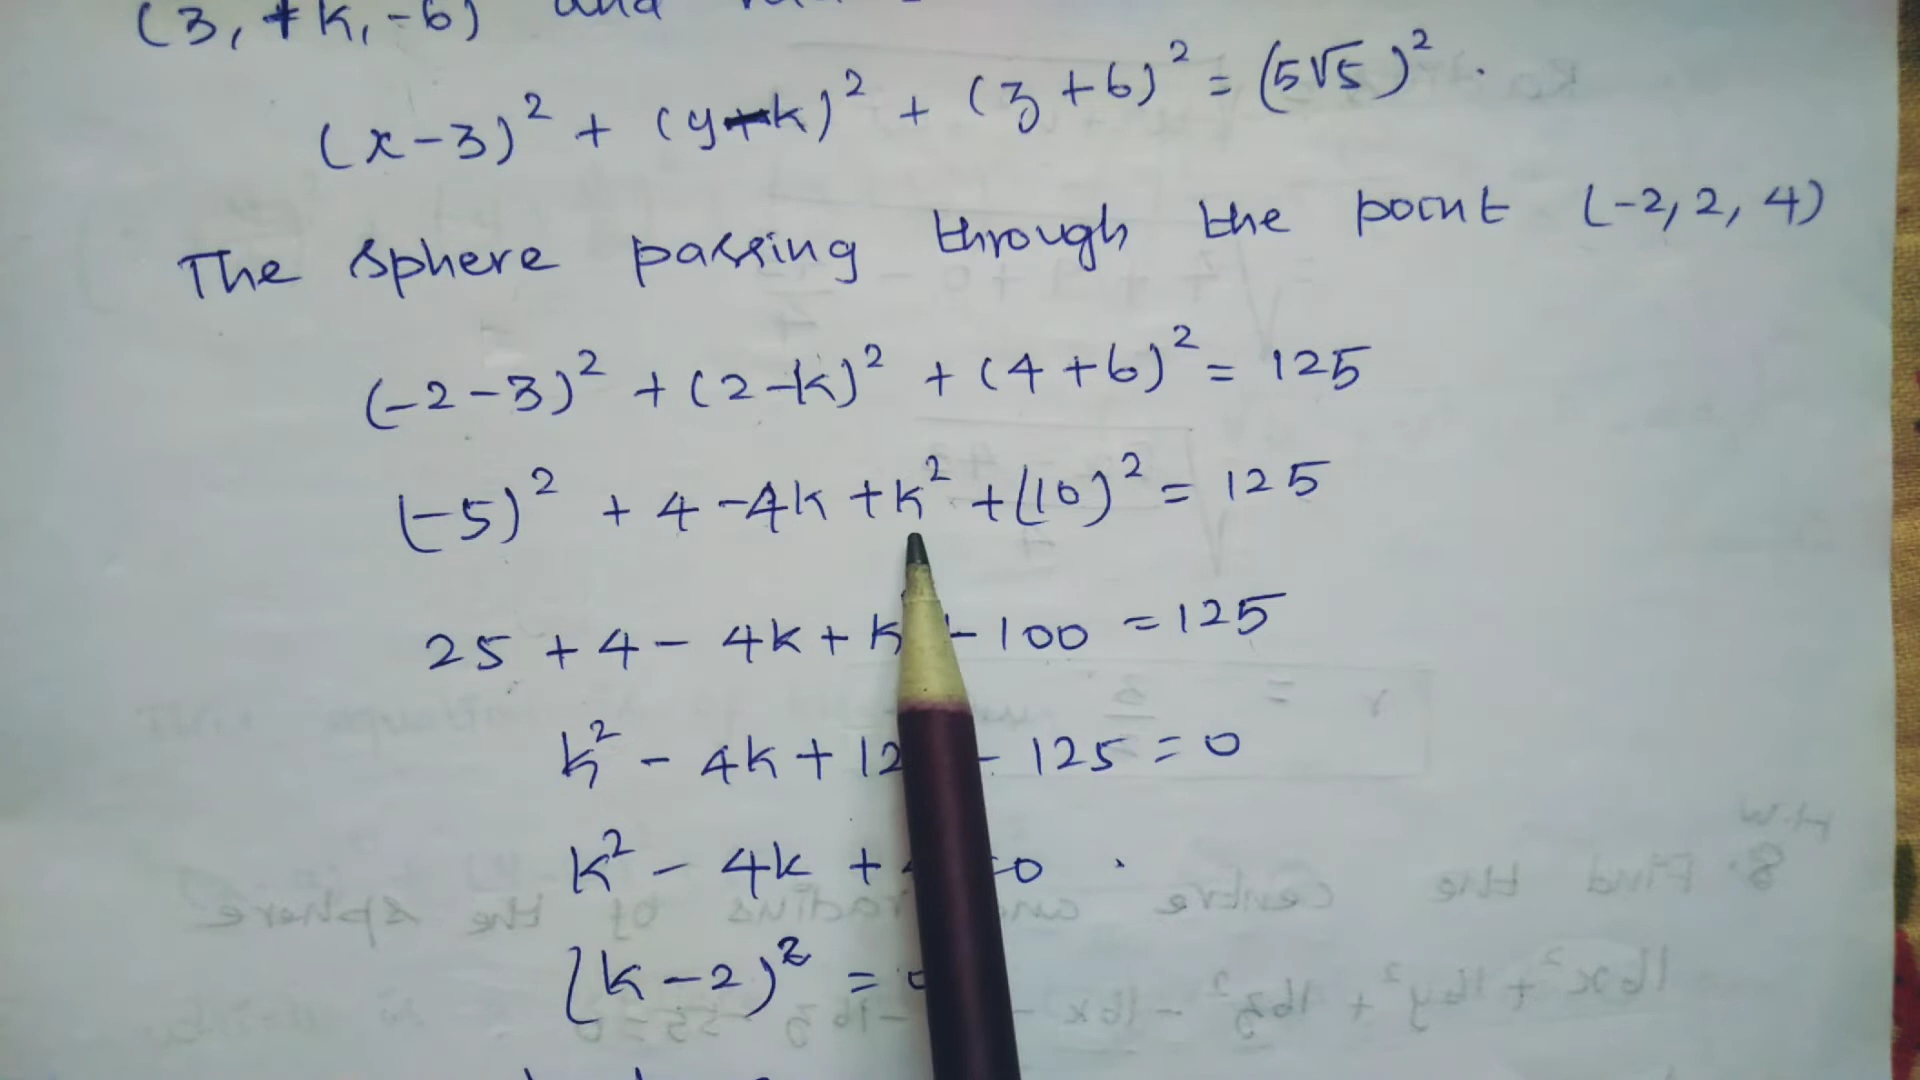 (3, k, -6) and
(x-3)² + (y-k)² + (z+6)² = (5√5)².
The sphere passing through the point (-2, 2, 4)
(-2-3)² + (2-k)² + (4+6)² = 125
(-5)² + 4 - 4k + k² + (10)² = 125
25 + 4 - 4k + k 100 = 125
k² - 4k + 12 - 125 = 0
k² - 4k + 0
(k-2)² =